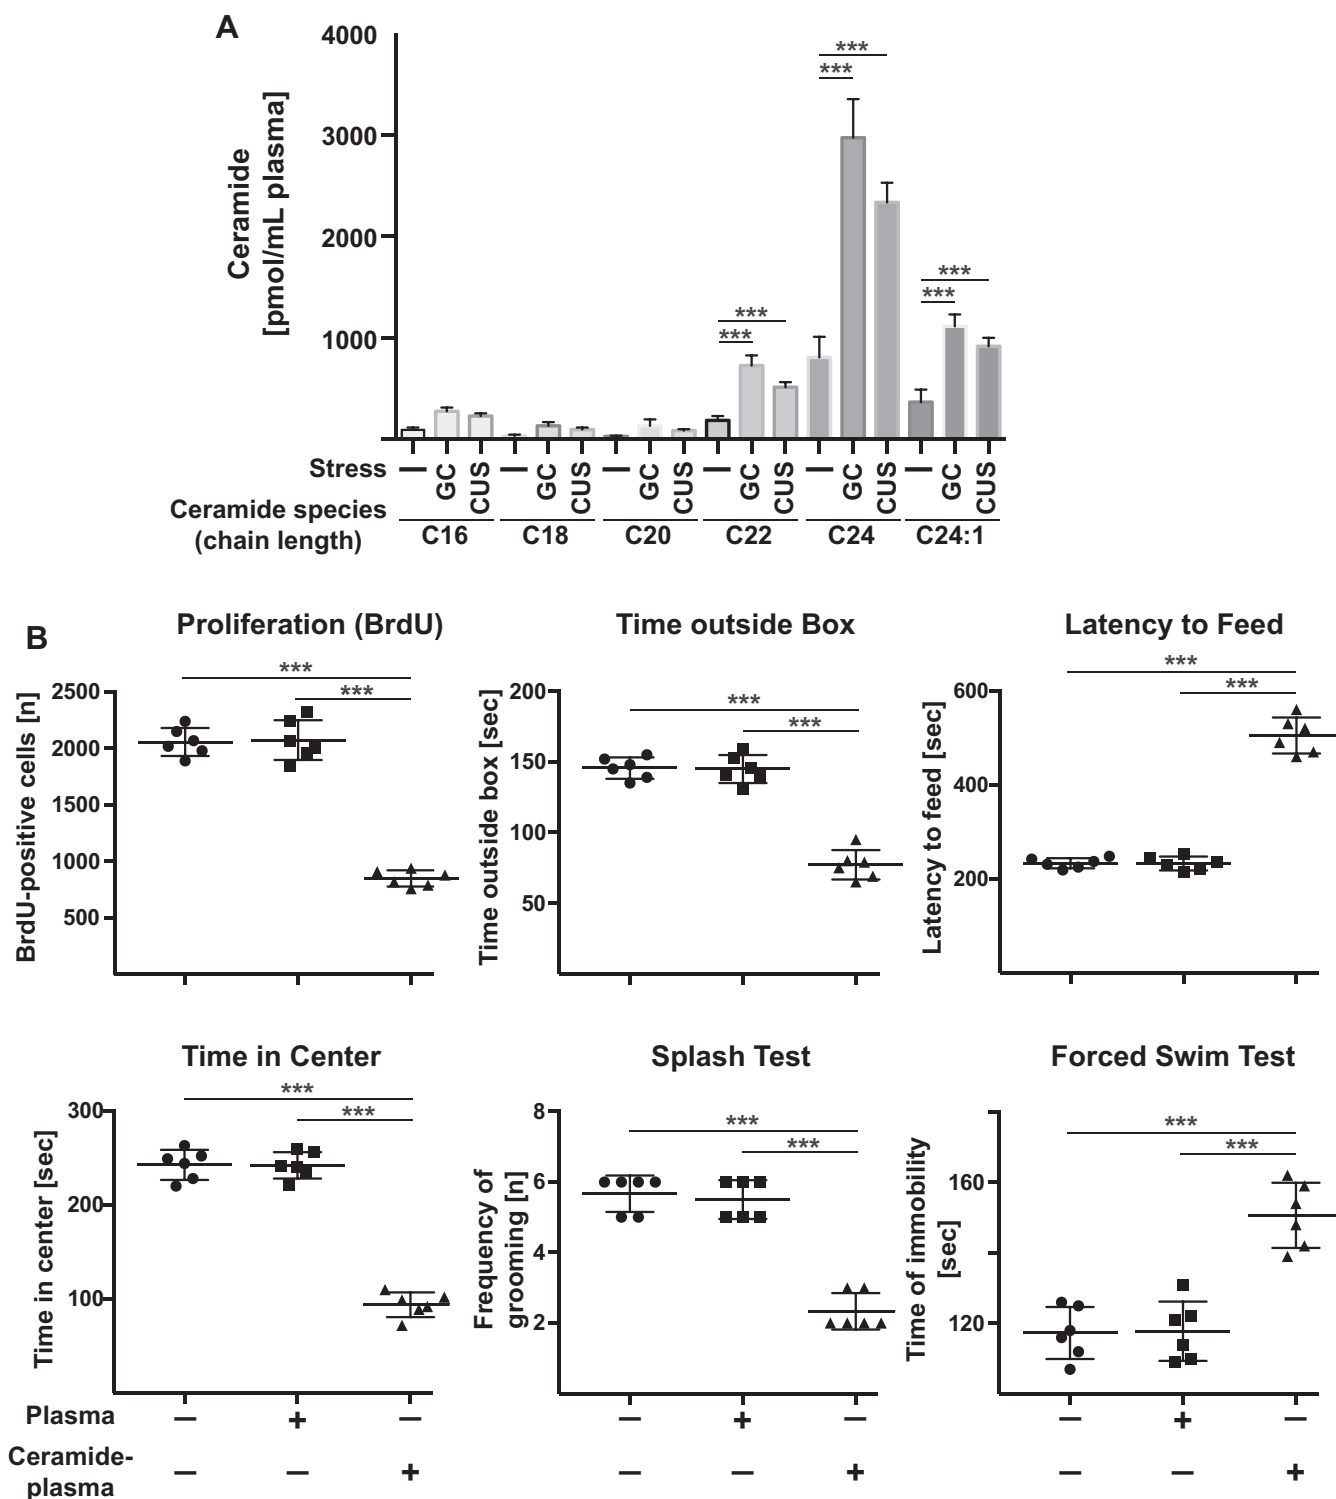 A
Ceramide
[pmol/mL plasma]
4000
3000
2000
1000
***
***
***
***
***
***
Stress
– GC CUS – GC CUS – GC CUS – GC CUS – GC CUS – GC CUS
Ceramide species
(chain length)
C16 C18 C20 C22 C24 C24:1
B
Proliferation (BrdU)
BrdU-positive cells [n]
2500
2000
1500
1000
500
***
***
Time outside Box
Time outside box [sec]
200
150
100
50
***
***
Latency to Feed
Latency to feed [sec]
600
400
200
***
***
Time in Center
Time in center [sec]
300
200
100
***
***
Splash Test
Frequency of
grooming [n]
8
6
4
2
***
***
Forced Swim Test
Time of immobility
[sec]
160
120
***
***
Plasma – + – – + – – + –
Ceramide-
plasma – – + – – + – – +